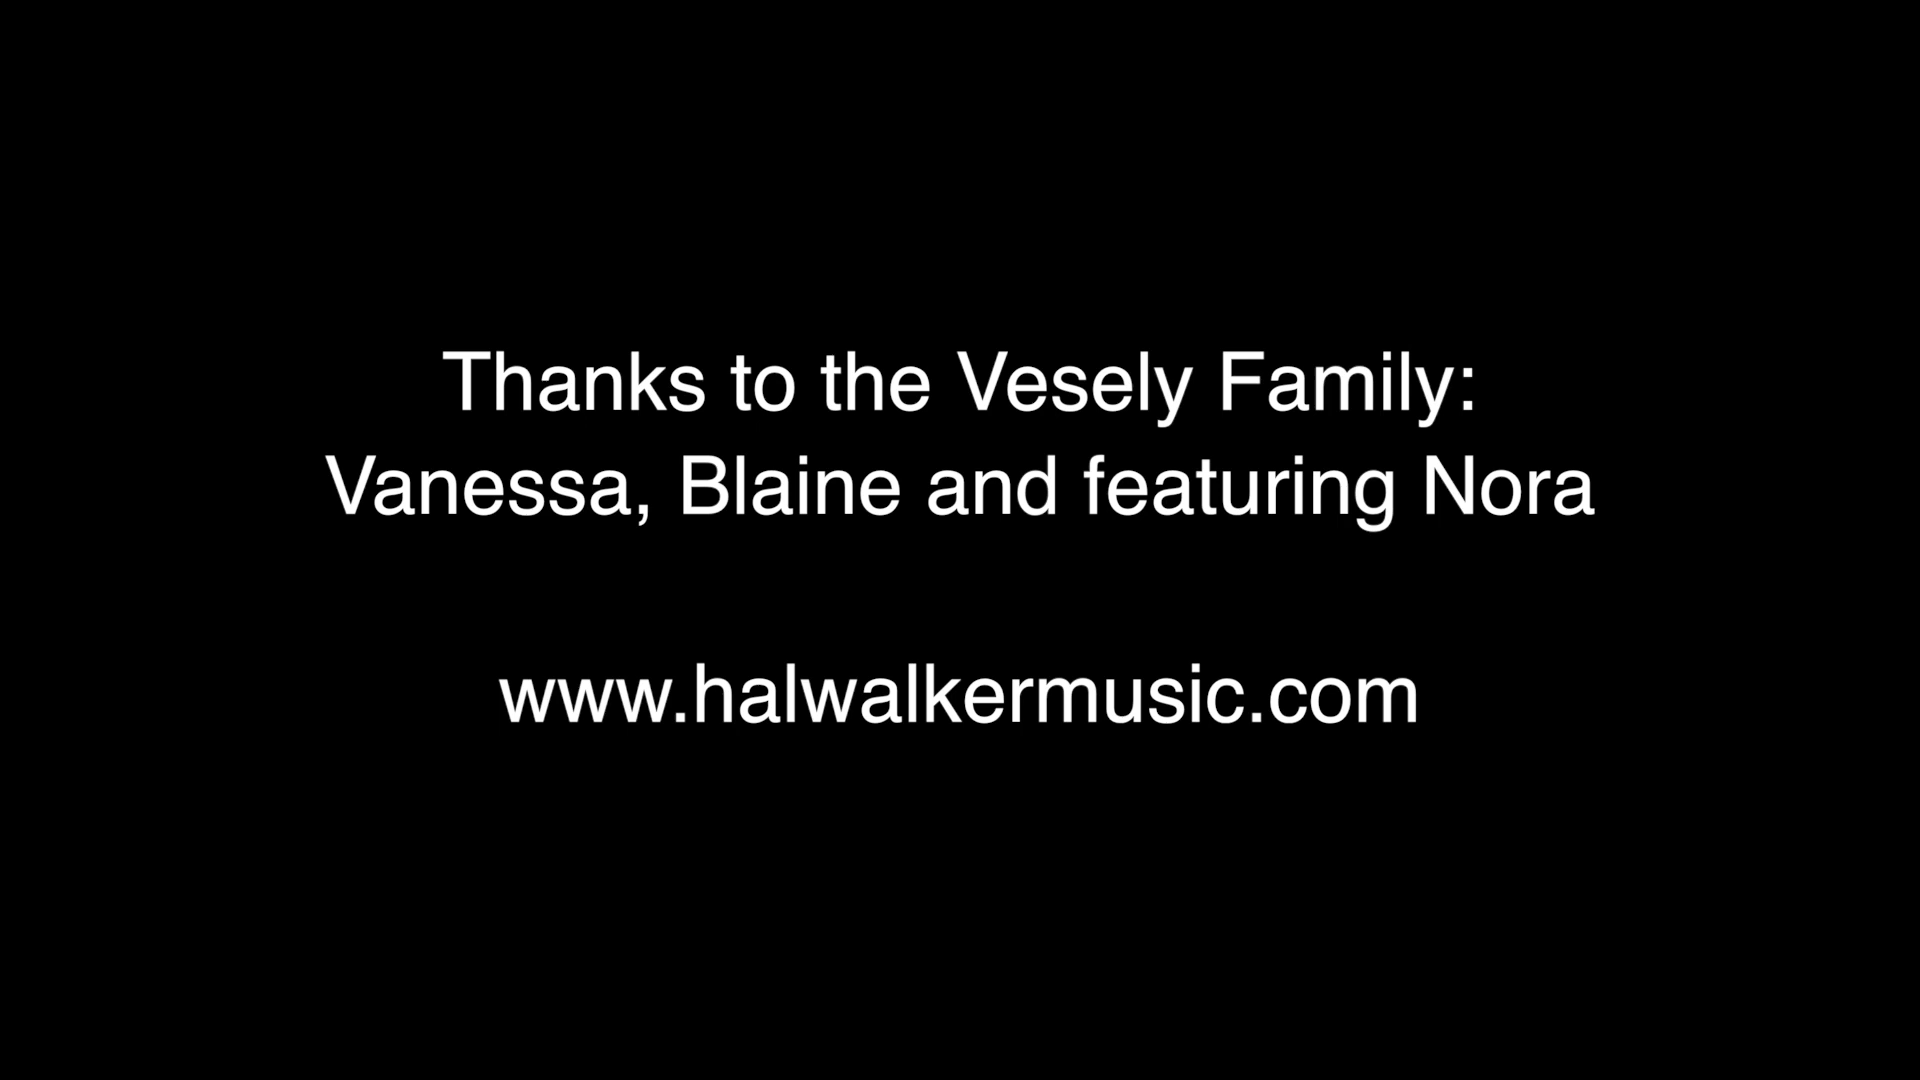 Thanks to the Vesely Family:
Vanessa, Blaine and featuring Nora
www.halwalkermusic.com